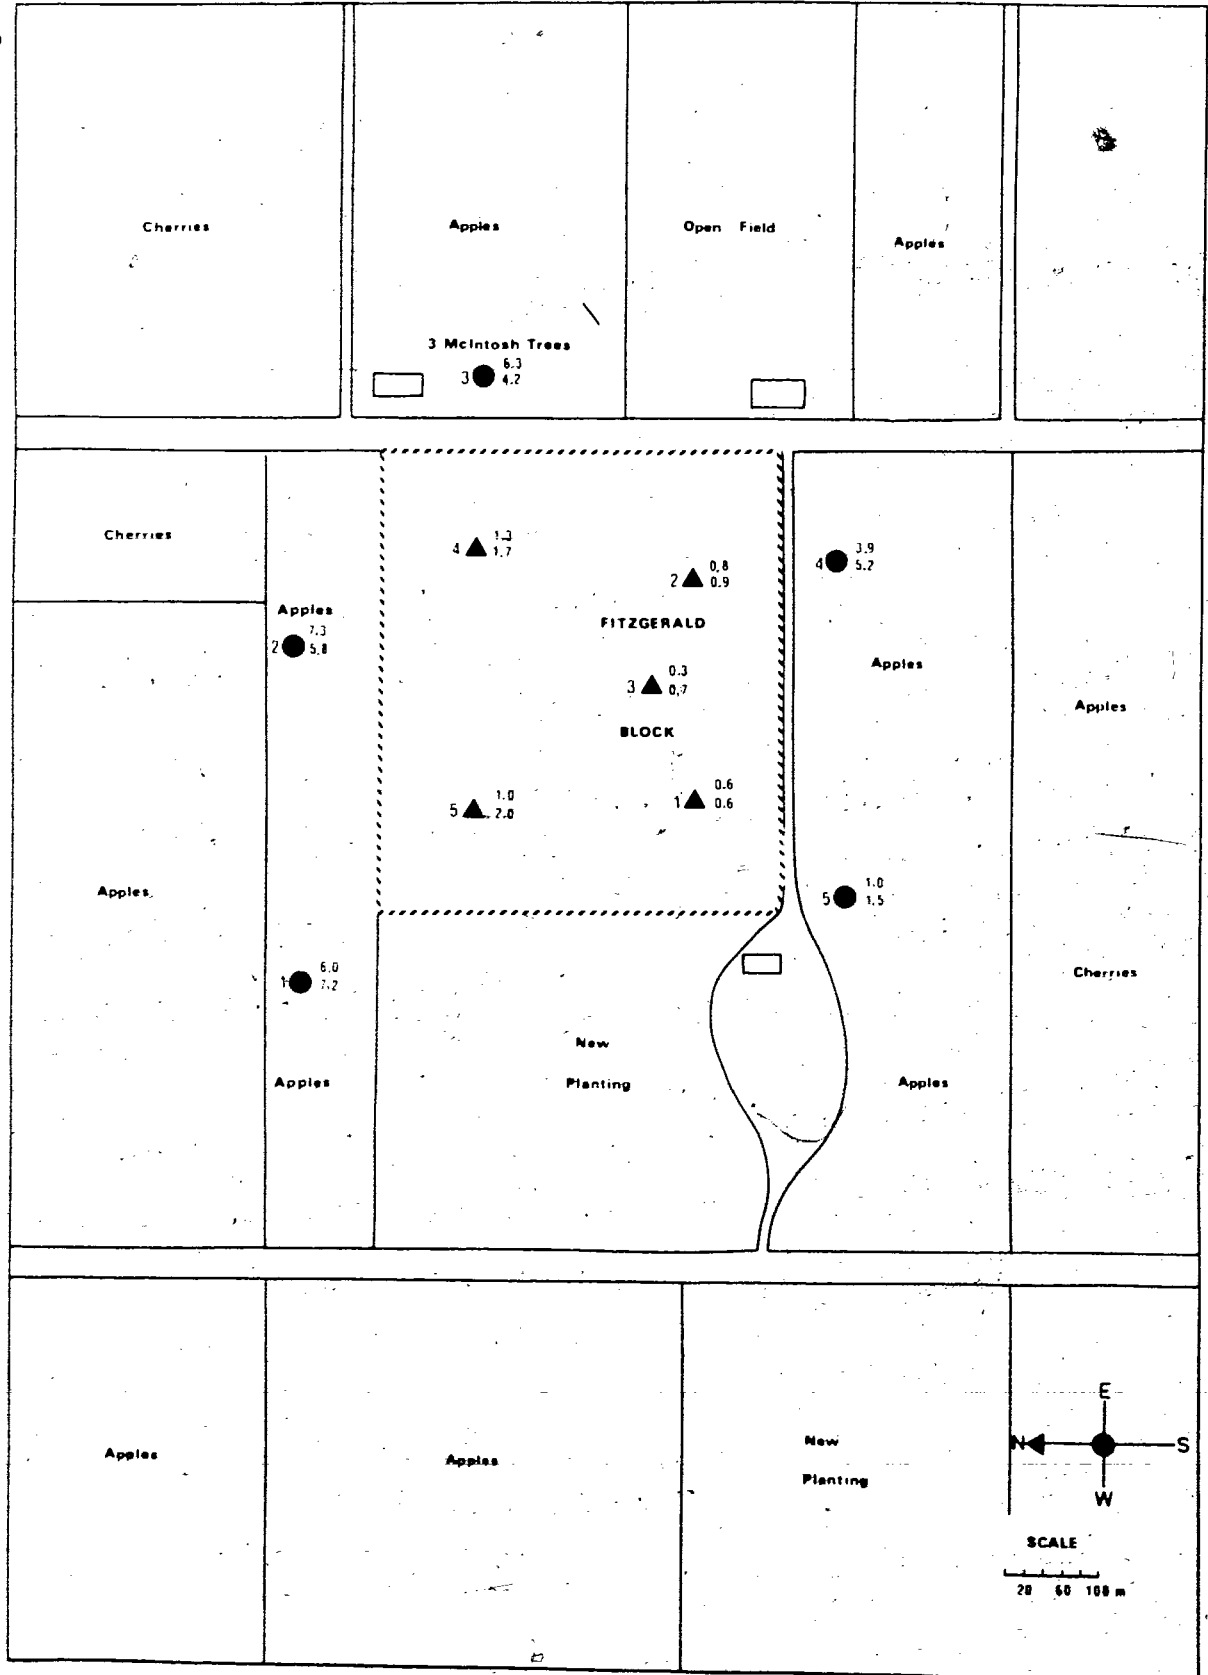 Cherries
Apples
Open Field
Apples
3 McIntosh Trees
3 6.3
4.2
Cherries
4 1.3
1.7
2 0.8
0.9
4 3.9
5.2
Apples
2 7.3
5.8
FITZGERALD
3 0.3
0.7
Apples
Apples
BLOCK
5 1.0
2.0
1 0.6
0.6
Apples
5 1.0
1.5
1 6.0
7.2
Cherries
New
Planting
Apples
Apples
E
N S
W
Apples
Apples
New
Planting
SCALE
20 60 100 m